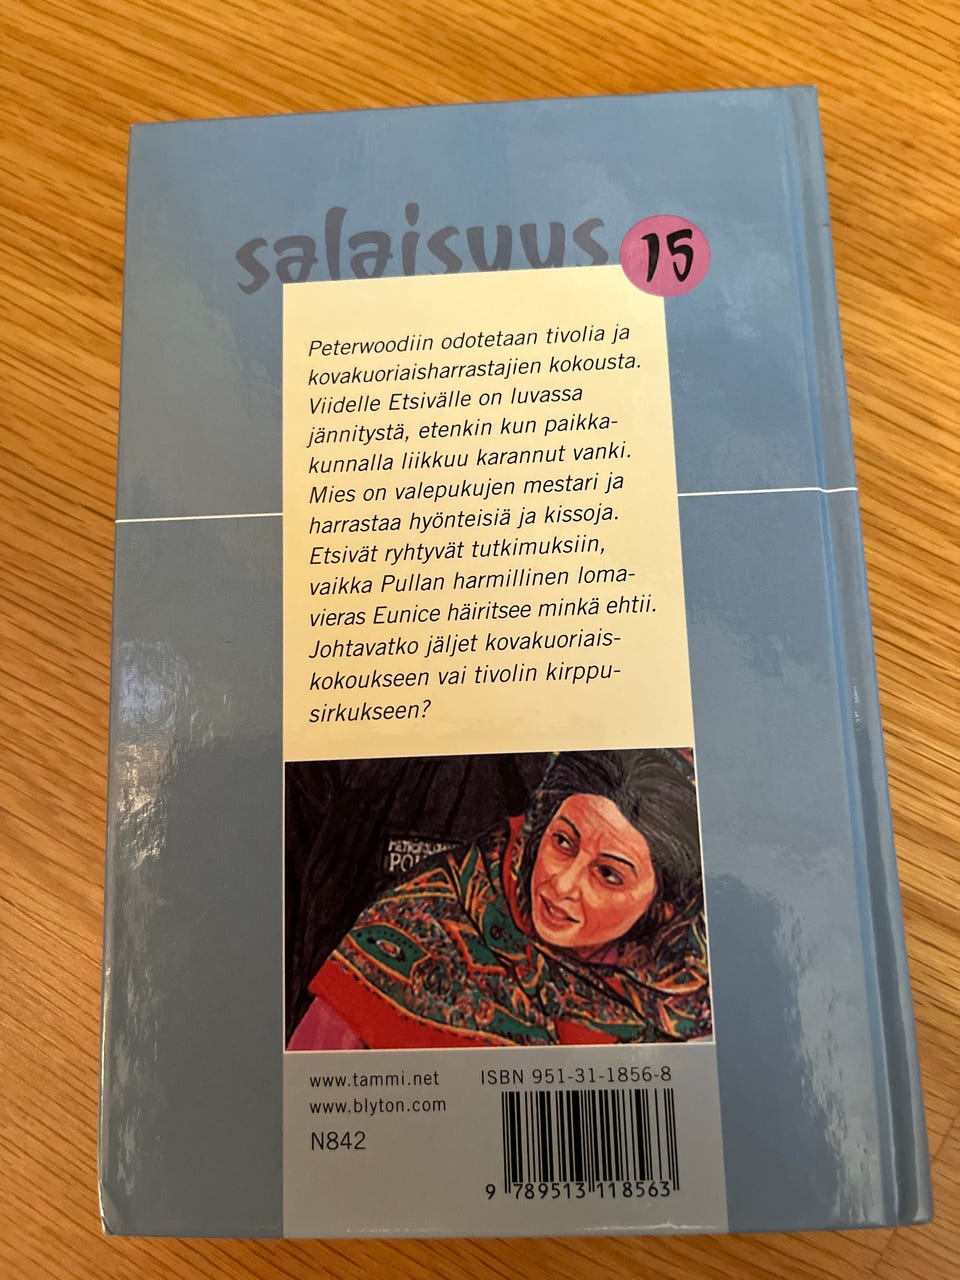 salaisuus 15
Peterwoodiin odotetaan tivolia ja
kovakuoriaisharrastajien kokousta.
Viidelle Etsivälle on luvassa
jännitystä, etenkin kun paikka-
kunnalla liikkuu karannut vanki.
Mies on valepukujen mestari ja
harrastaa hyönteisiä ja kissoja.
Etsivät ryhtyvät tutkimuksiin,
vaikka Pullan harmillinen loma-
vieras Eunice häiritsee minkä ehtii.
Johtavatko jäljet kovakuoriais-
kokoukseen vai tivolin kirppu-
sirkukseen?
www.tammi.net
www.blyton.com
N842
ISBN 951-31-1856-8
9 789513 118563